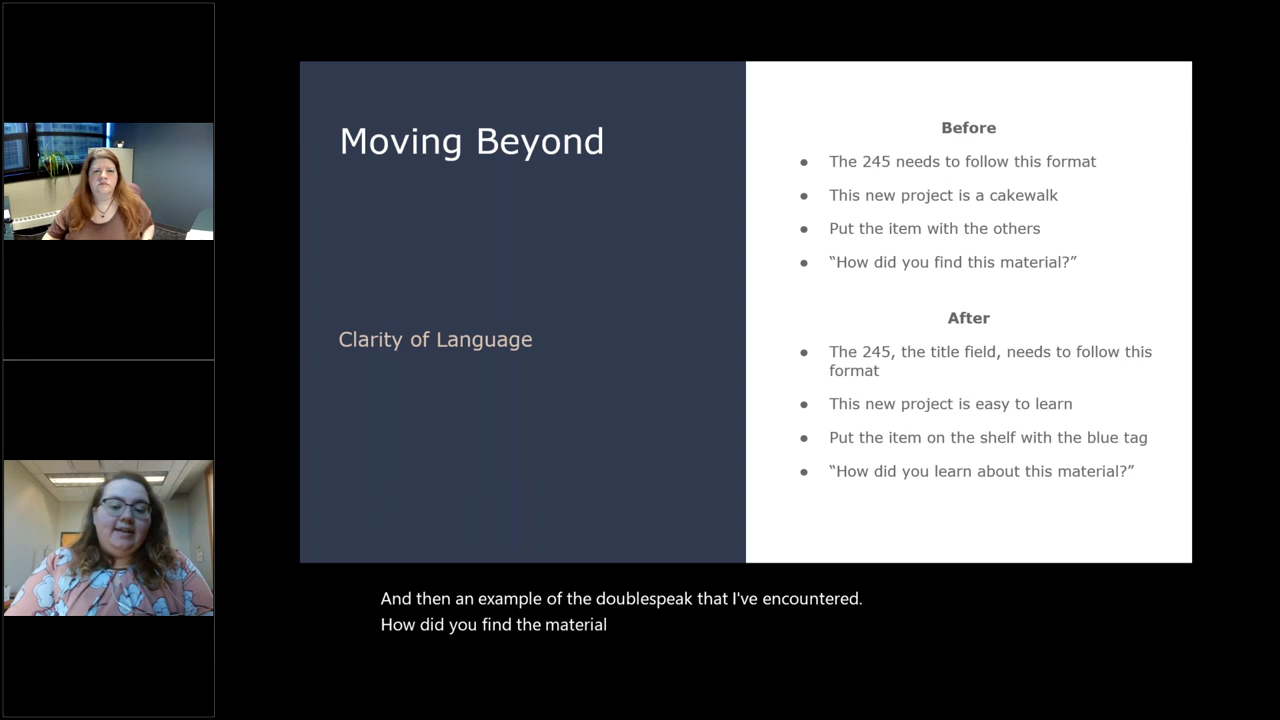 Moving Beyond
Clarity of Language
Before
● The 245 needs to follow this format
● This new project is a cakewalk
● Put the item with the others
● “How did you find this material?”
After
● The 245, the title field, needs to follow this
format
● This new project is easy to learn
● Put the item on the shelf with the blue tag
● “How did you learn about this material?”
And then an example of the doublespeak that I've encountered.
How did you find the material